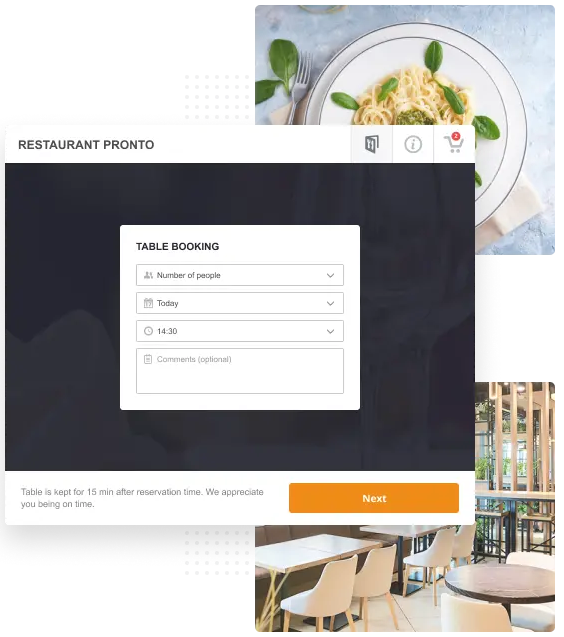 RESTAURANT PRONTO
2
TABLE BOOKING
Number of people
Today
14:30
Comments (optional)
Table is kept for 15 min after reservation time. We appreciate
you being on time.
Next